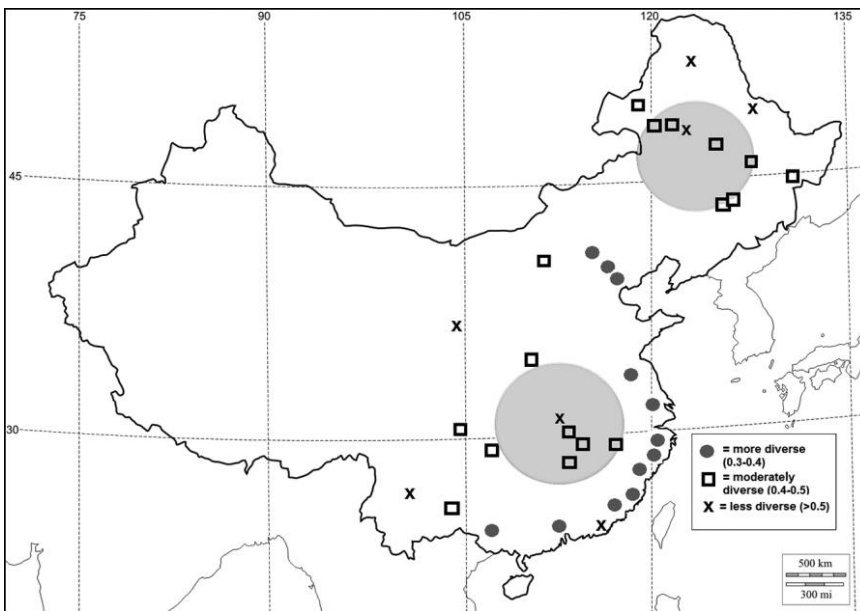 75
90
105
120
135
45
30
= more diverse
(0.3-0.4)
= moderately
diverse (0.4-0.5)
X = less diverse (>0.5)
500 km
300 mi
X
X
X
X
X
X
X